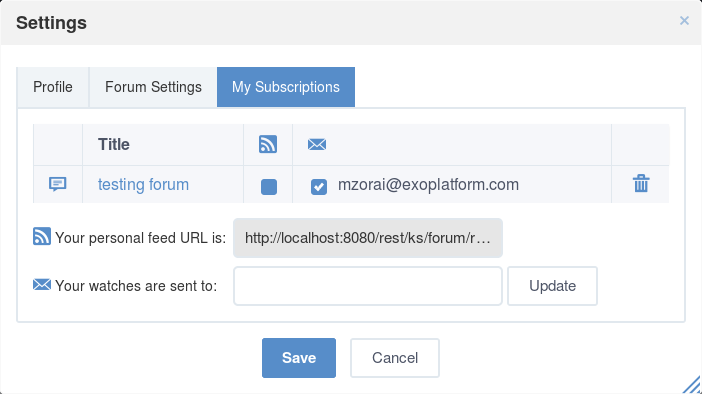 Settings
×
Profile Forum Settings My Subscriptions
Title
testing forum mzorai@exoplatform.com
Your personal feed URL is: http://localhost:8080/rest/ks/forum/r...
Your watches are sent to: Update
Save Cancel